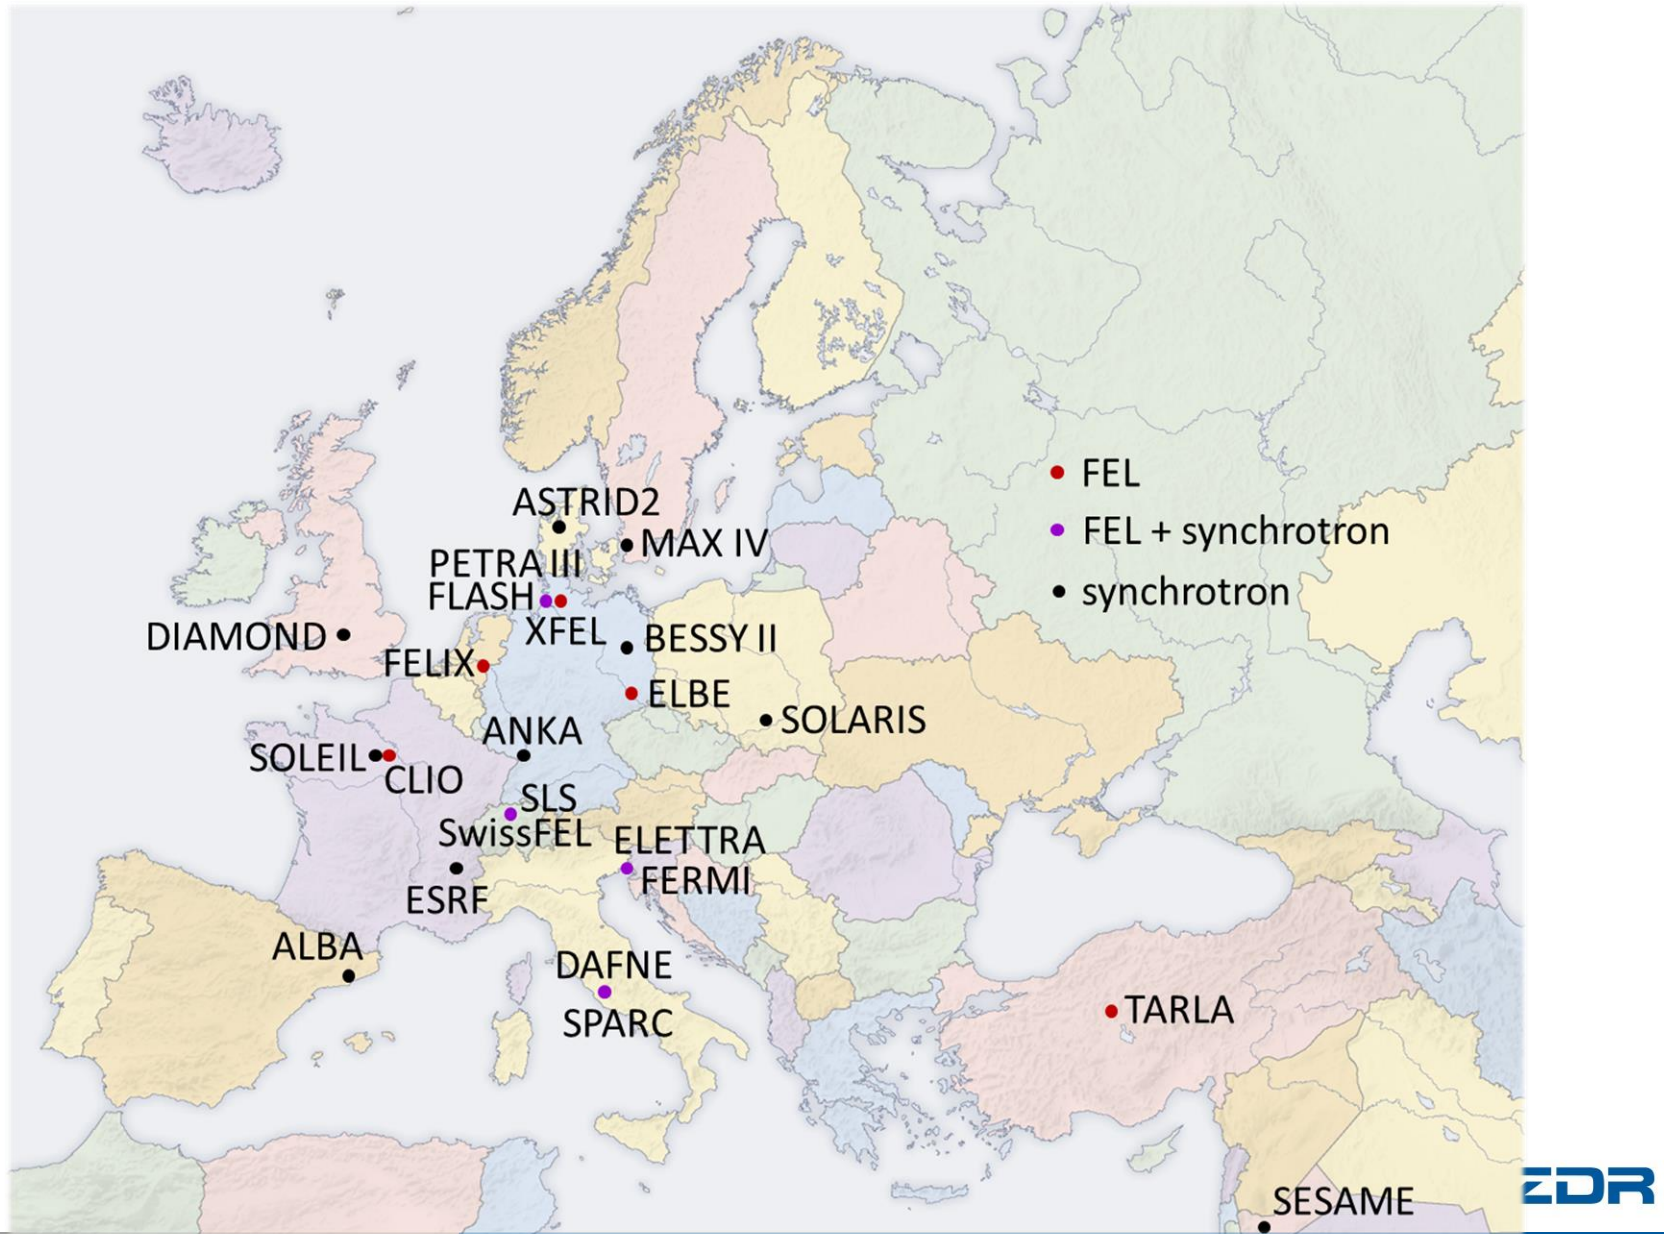 FEL
FEL + synchrotron
synchrotron
ASTRID2
MAX IV
PETRA III
FLASH
XFEL
DIAMOND
BESSY II
FELIX
ELBE
SOLARIS
ANKA
SOLEIL
CLIO
SLS
SwissFEL
ELETTRA
FERMI
ESRF
ALBA
DAFNE
SPARC
TARLA
SESAME